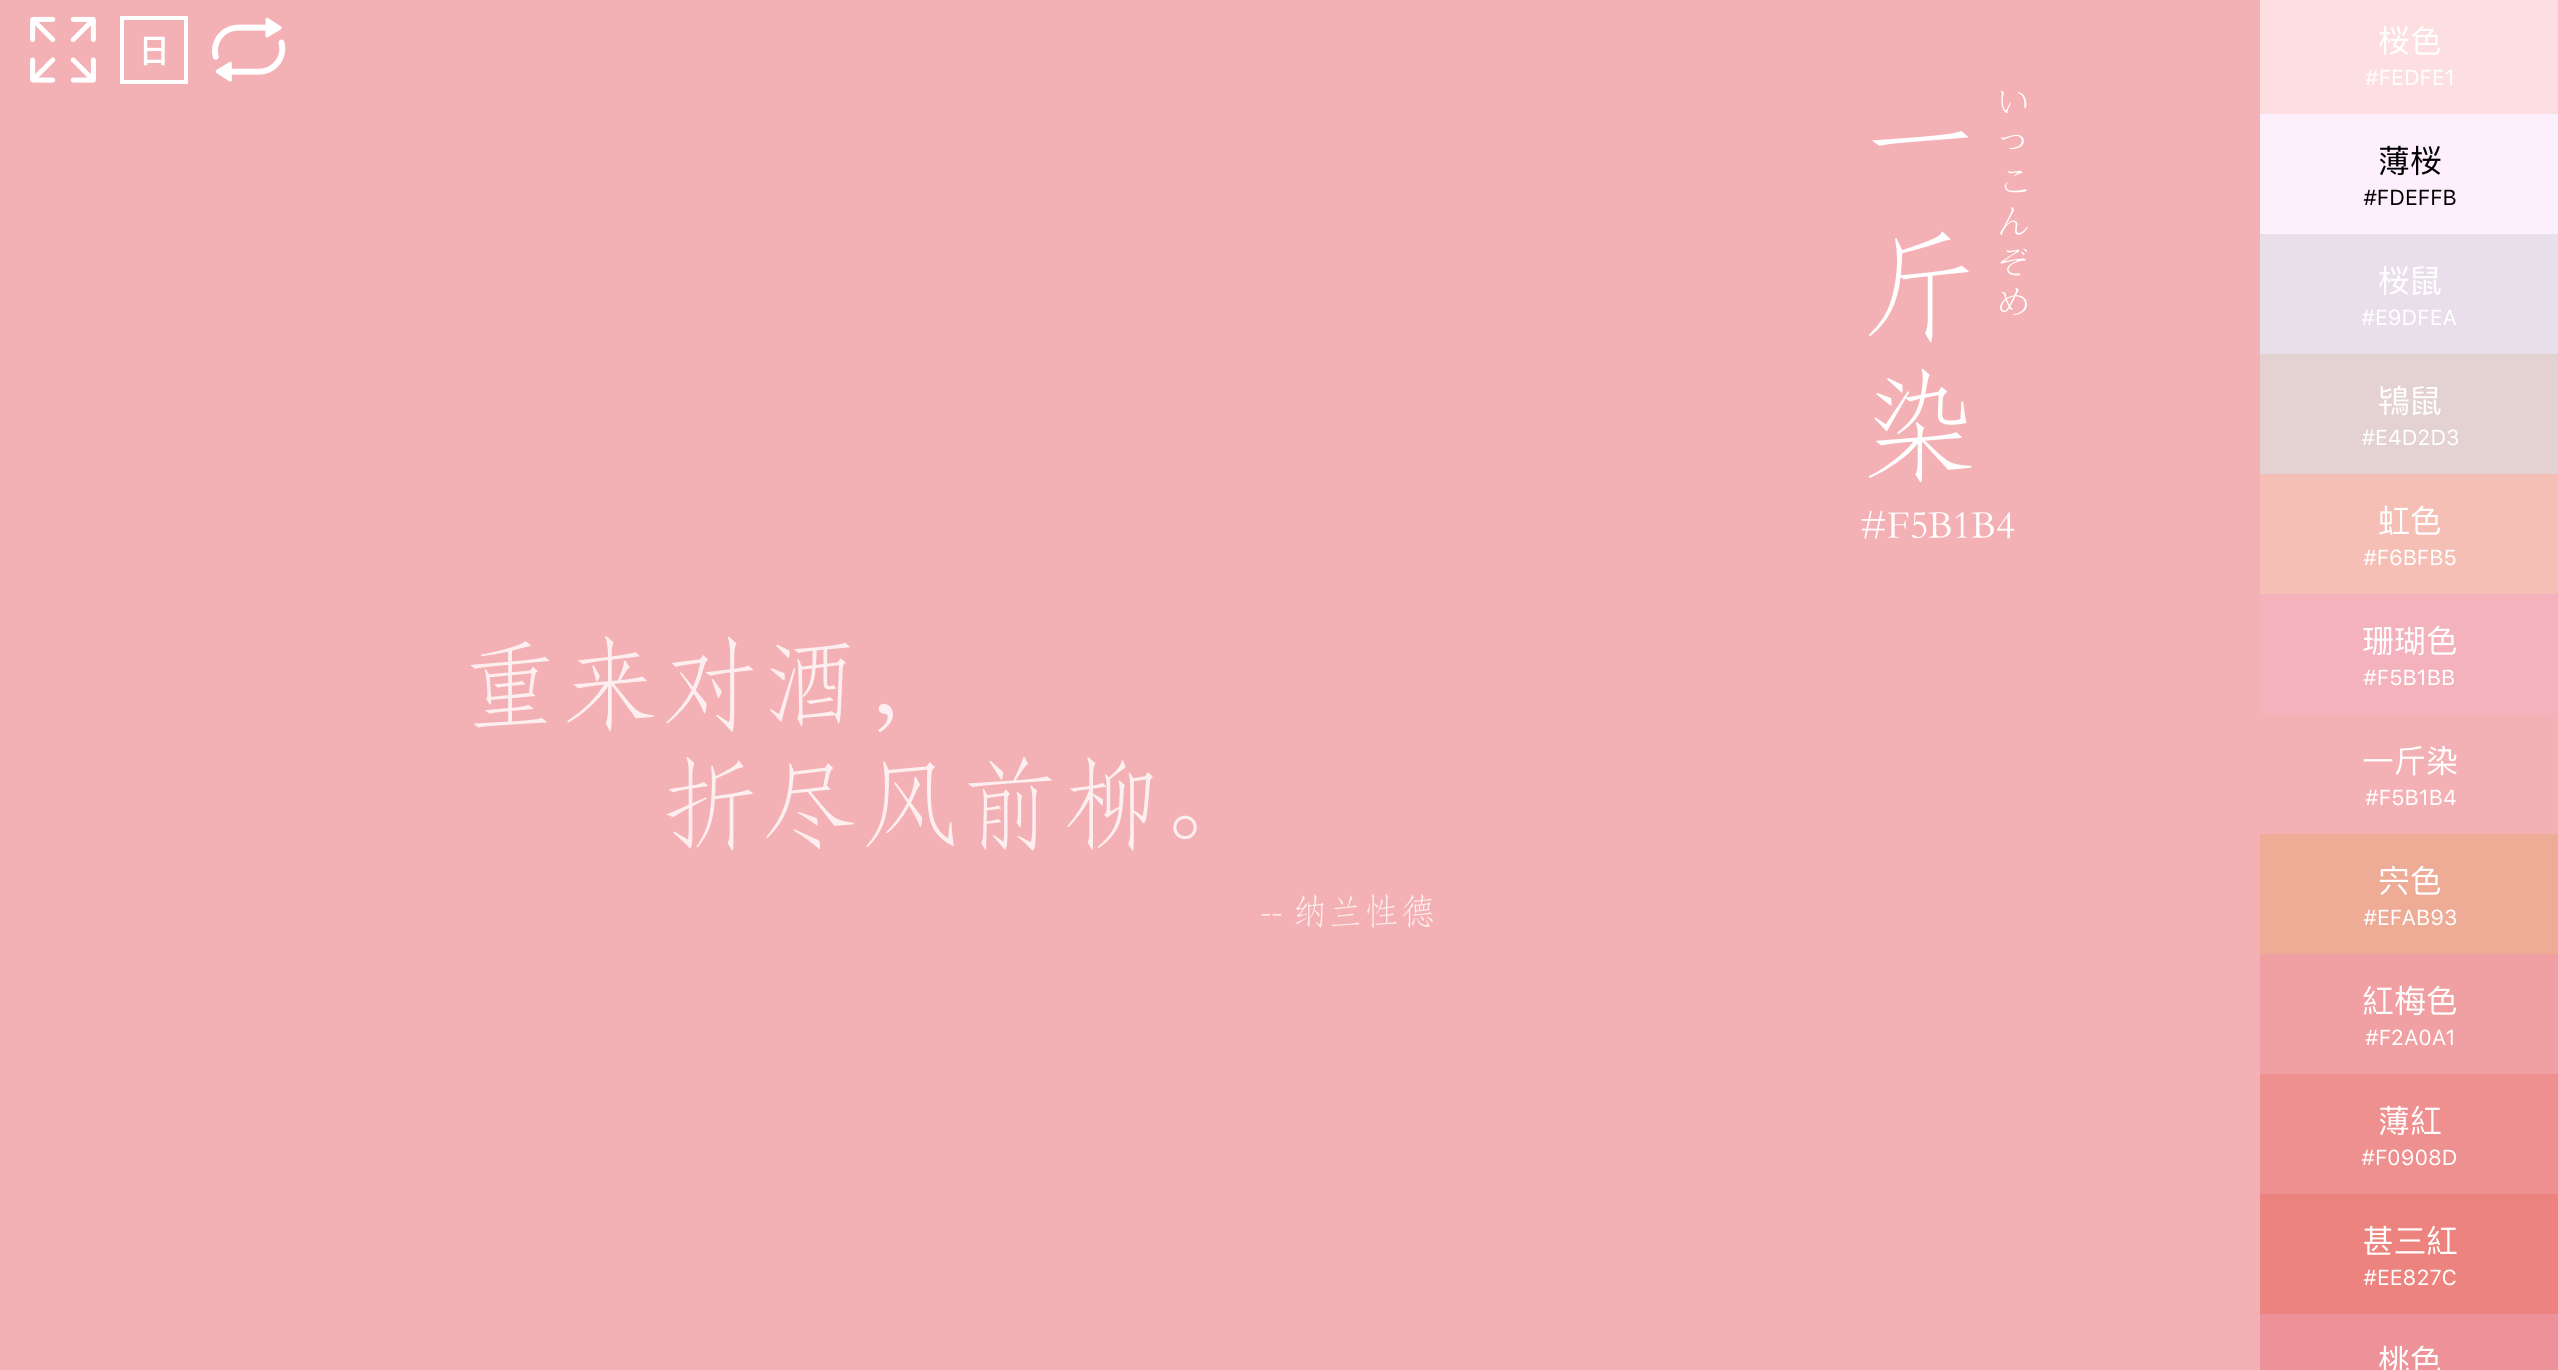 日
一斤染
いっこんぞめ
#F5B1B4
重来对酒，
折尽风前柳。
-- 纳兰性德
桜色
#FEDFE1
薄桜
#FDEFFB
桜鼠
#E9DFEA
鴇鼠
#E4D2D3
虹色
#F6BFB5
珊瑚色
#F5B1BB
一斤染
#F5B1B4
宍色
#EFAB93
紅梅色
#F2A0A1
薄紅
#F0908D
甚三紅
#EE827C
桃色